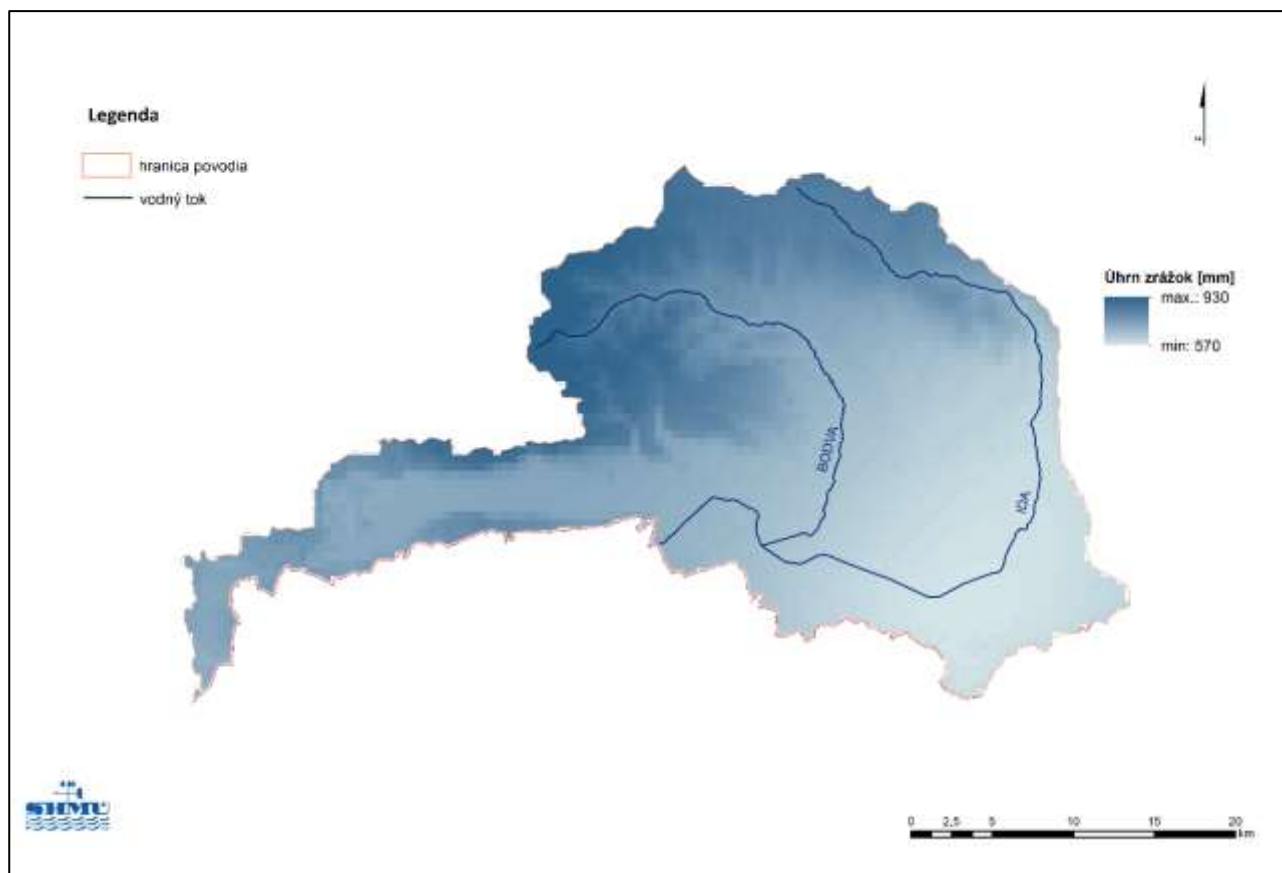 Legenda
hranica povodia
vodný tok
Úhrn zrážok [mm]
max.: 930
min: 570
BODVA
IDA
SHMÚ
0 2,5 5 10 15 20
km